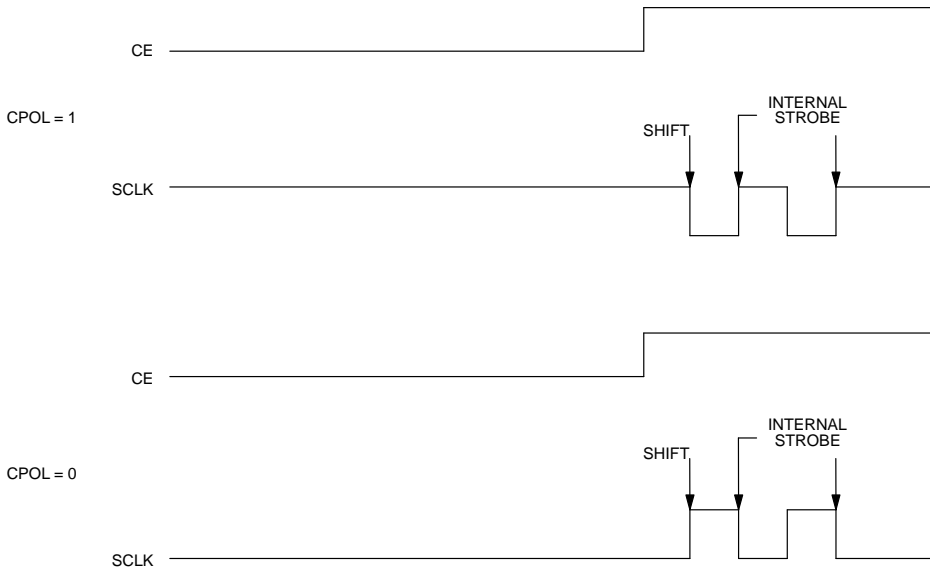 CE
CPOL = 1
INTERNAL
STROBE
SHIFT
SCLK
CE
INTERNAL
STROBE
SHIFT
CPOL = 0
SCLK